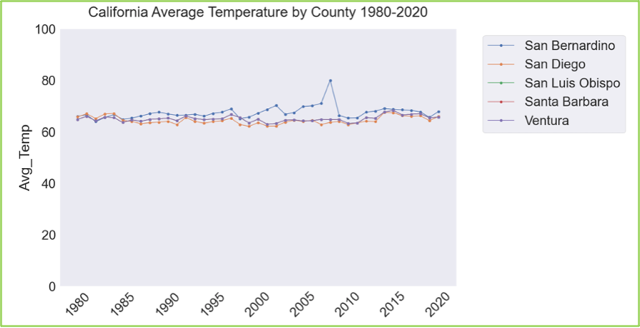 California Average Temperature by County 1980-2020
100
80
60
40
20
0
Avg_Temp
1980
1985
1990
1995
2000
2005
2010
2015
2020
San Bernardino
San Diego
San Luis Obispo
Santa Barbara
Ventura